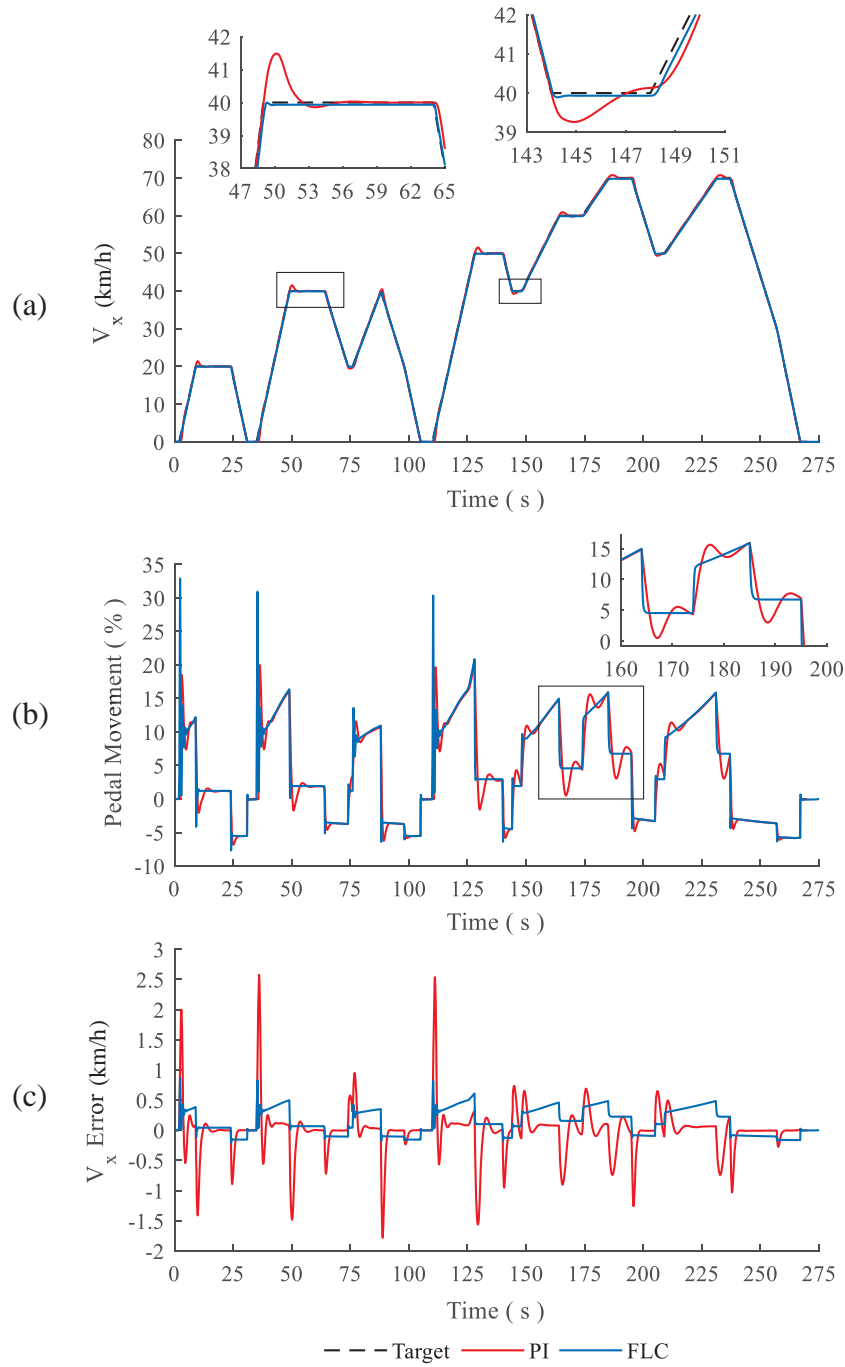 42
41
40
39
38
47 50 53 56 59 62 65
42
41
40
39
143 145 147 149 151
(a)
V_x (km/h)
80
70
60
50
40
30
20
10
0
0 25 50 75 100 125 150 175 200 225 250 275
Time ( s )
(b)
Pedal Movement ( % )
35
30
25
20
15
10
5
0
-5
-10
15
10
5
0
160 170 180 190 200
0 25 50 75 100 125 150 175 200 225 250 275
Time ( s )
(c)
V_x Error (km/h)
3
2.5
2
1.5
1
0.5
0
-0.5
-1
-1.5
-2
0 25 50 75 100 125 150 175 200 225 250 275
Time ( s )
Target PI FLC